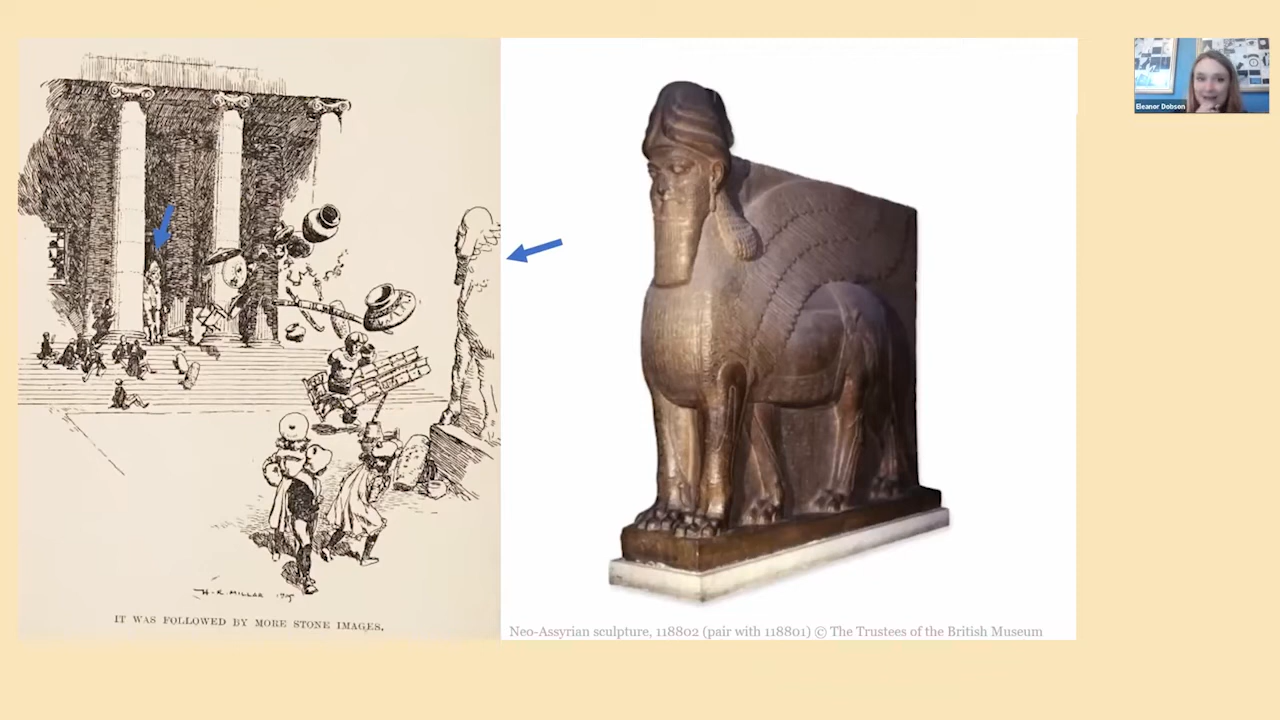 Eleanor Dobson
H.R. MILLAR 1905
IT WAS FOLLOWED BY MORE STONE IMAGES.
Neo-Assyrian sculpture, 118802 (pair with 118801) © The Trustees of the British Museum